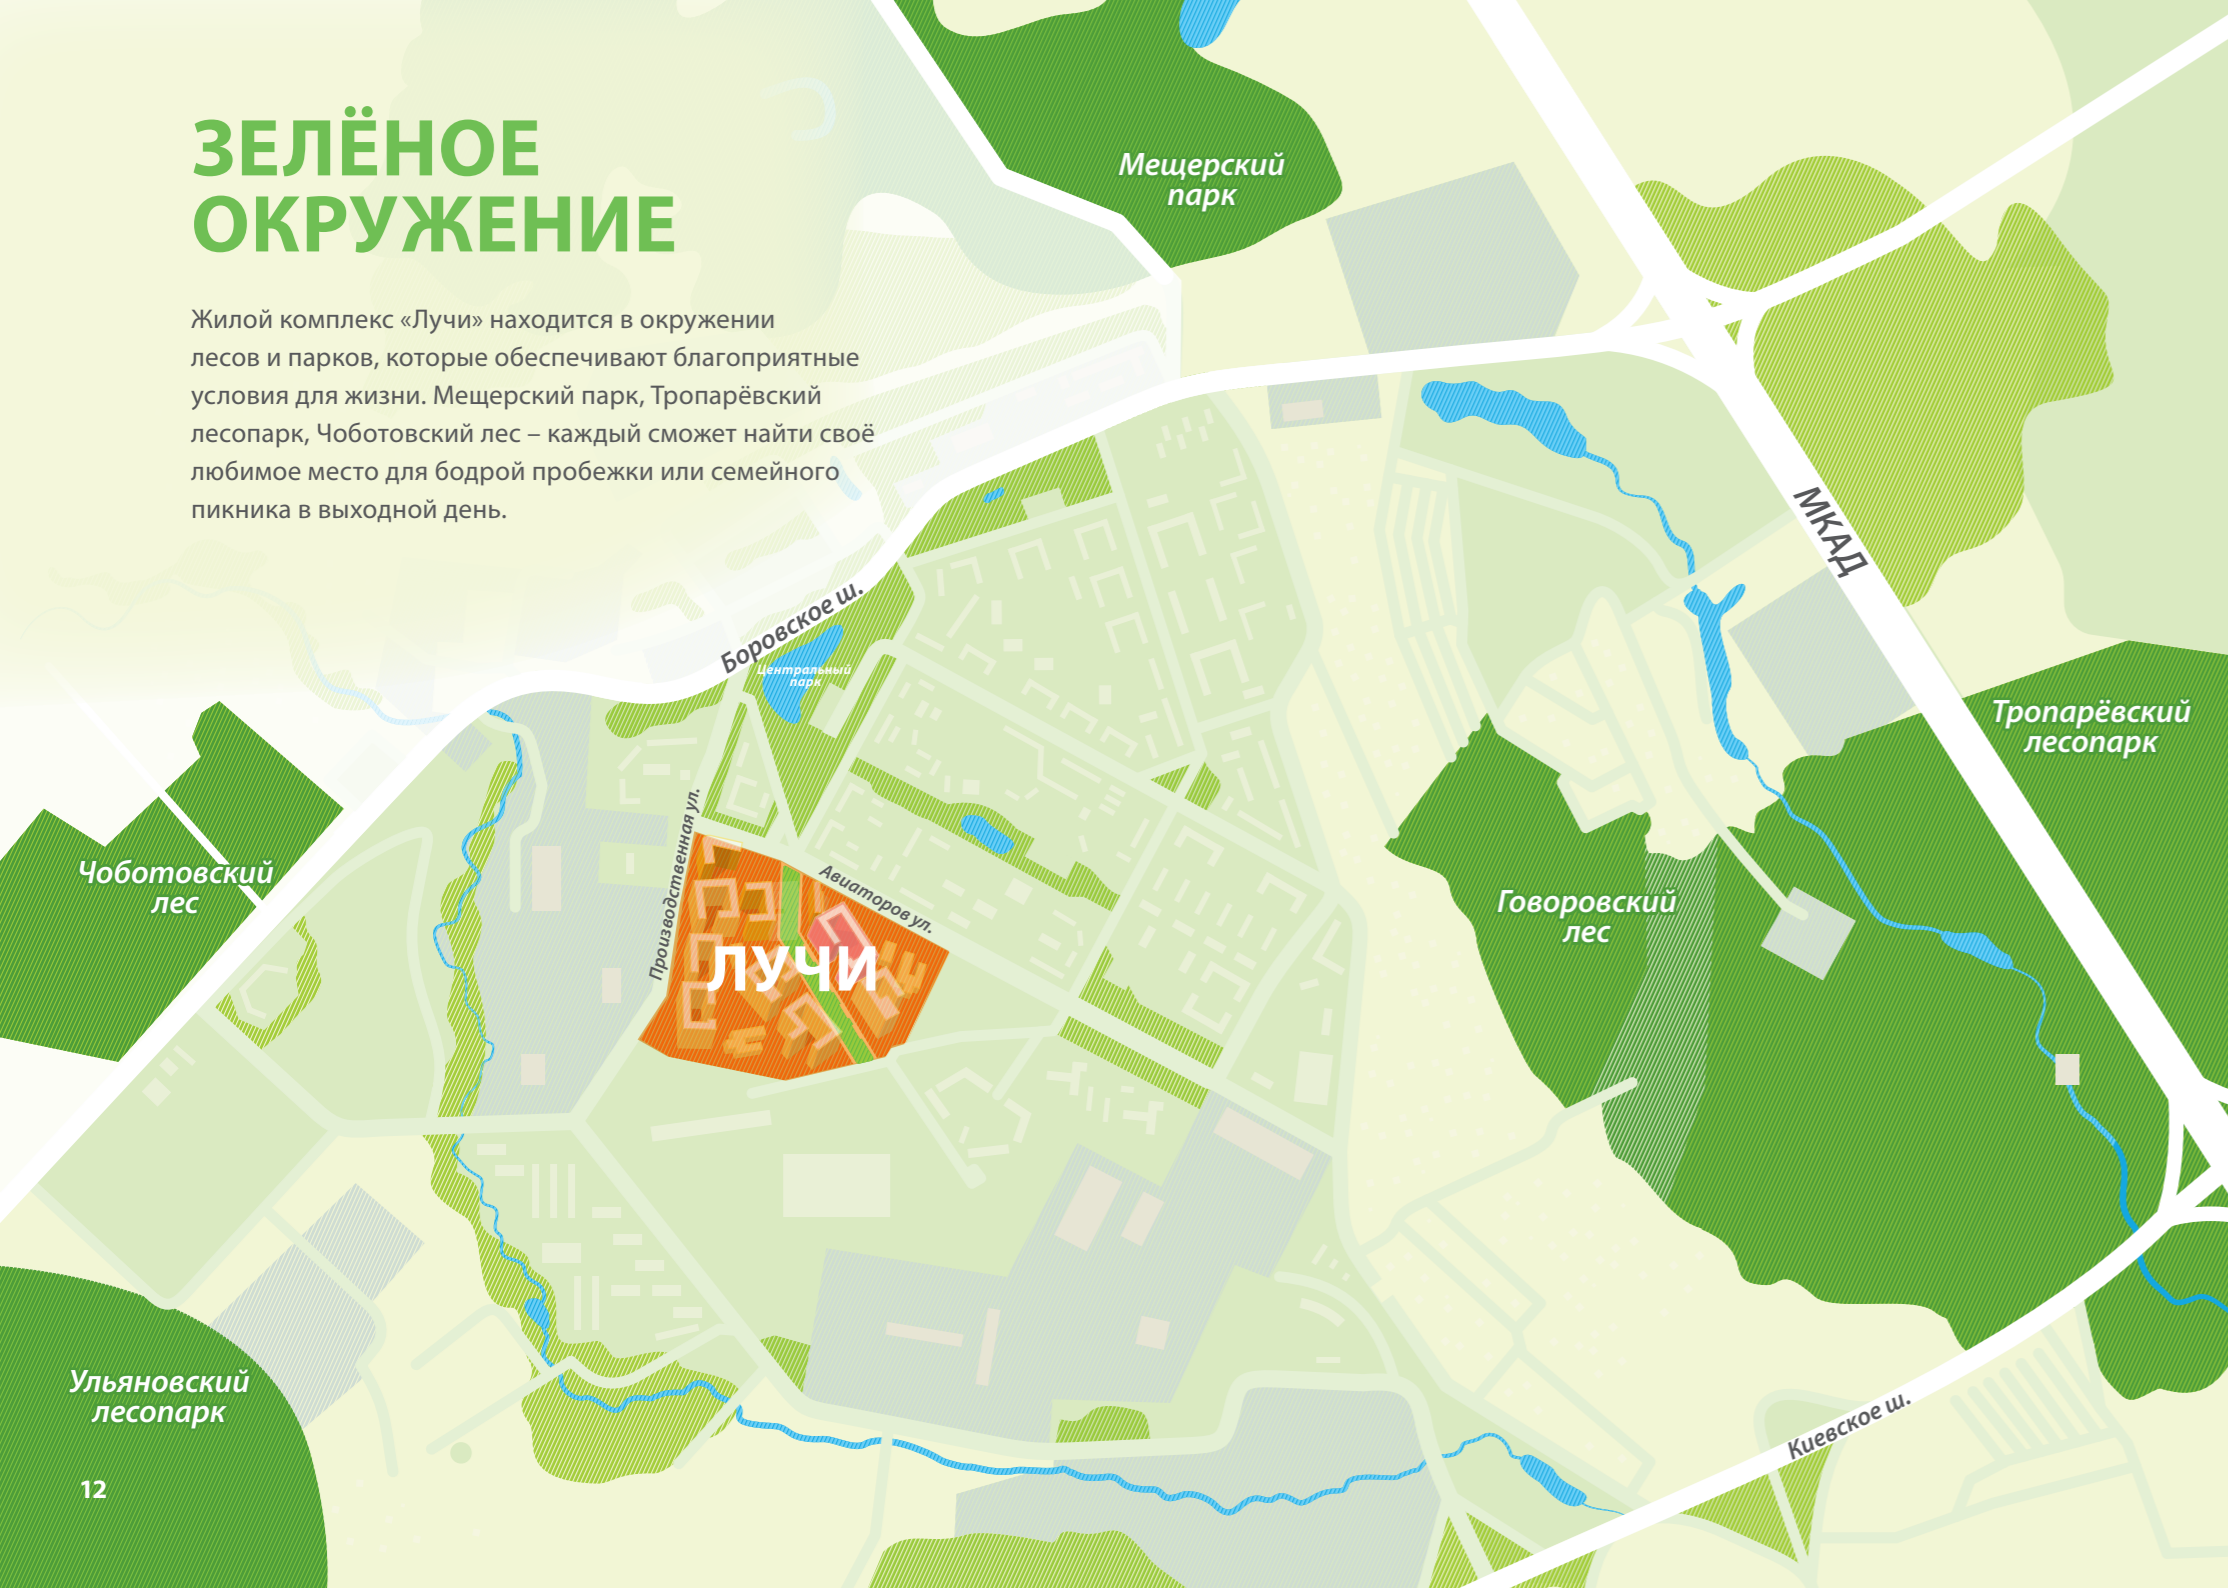 ЗЕЛЁНОЕ
ОКРУЖЕНИЕ
Жилой комплекс «Лучи» находится в окружении
лесов и парков, которые обеспечивают благоприятные
условия для жизни. Мещерский парк, Тропарёвский
лесопарк, Чоботовский лес – каждый сможет найти своё
любимое место для бодрой пробежки или семейного
пикника в выходной день.
Мещерский
парк
МКАД
Боровское ш.
Центральный
парк
Тропарёвский
лесопарк
Производственная ул.
Авиаторов ул.
Чоботовский
лес
Говоровский
лес
ЛУЧИ
Ульяновский
лесопарк
Киевское ш.
12